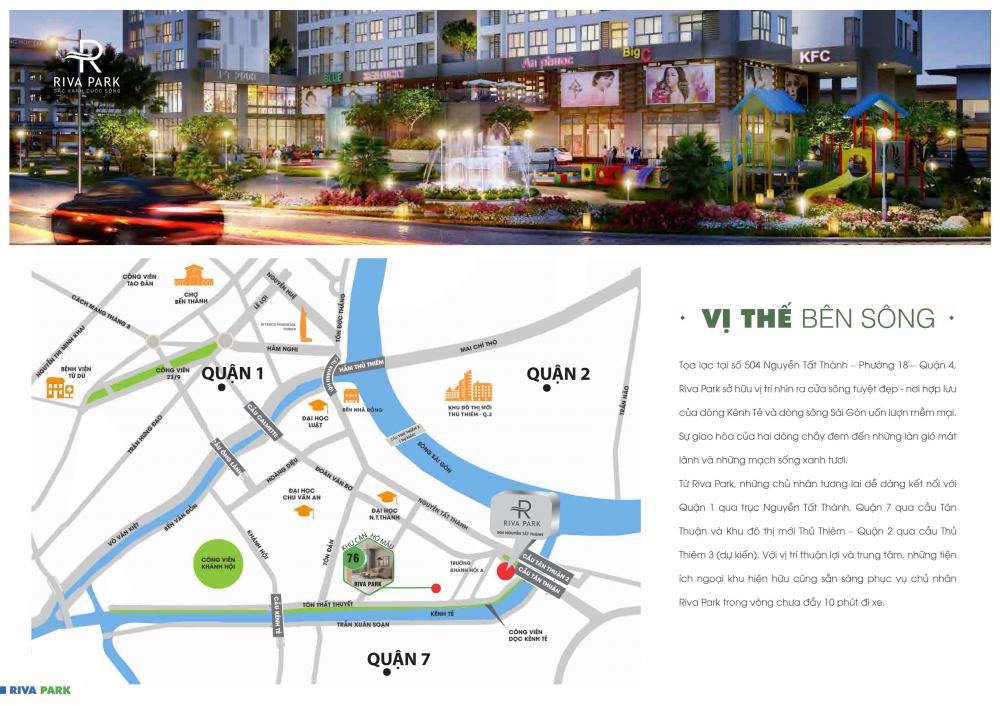 RIVA PARK
SẮC XANH CUỘC SỐNG
BLUE
An phuoc
Big C
KFC
CÔNG VIÊN
TAO ĐÀN
CHỢ
BẾN THÀNH
CÁCH MẠNG THÁNG 8
NGUYỄN THỊ MINH KHAI
LÊ LỢI
NGUYỄN HUỆ
BITEXCO FINANCIAL
TOWER
TÔN ĐỨC THẮNG
HÀM NGHI
BỆNH VIỆN
TỪ DŨ
CÔNG VIÊN
23/9
QUẬN 1
HẦM THỦ THIÊM
MAI CHÍ THỌ
QUẬN 2
TRẦN NÃO
KHU ĐÔ THỊ MỚI
THỦ THIÊM - Q.2
BẾN NHÀ RỒNG
ĐẠI HỌC
LUẬT
CẦU CALMETTE
CẦU ÔNG LÃNH
TRẦN HƯNG ĐẠO
HOÀNG DIỆU
ĐOÀN VĂN BƠ
SÔNG SÀI GÒN
NGUYỄN TẤT THÀNH
ĐẠI HỌC
CHU VĂN AN
ĐẠI HỌC
N.T.THÀNH
VÕ VĂN KIỆT
BẾN VÂN ĐỒN
KHÁNH HỘI
TÔN ĐẢN
CÔNG VIÊN
KHÁNH HỘI
KHU CĂN HỘ MẪU
76
RIVA PARK
TRƯỜNG
KHÁNH HỘI A
RIVA PARK
504 NGUYỄN TẤT THÀNH
CẦU TÂN THUẬN 2
CẦU TÂN THUẬN
TÔN THẤT THUYẾT
KÊNH TẺ
CẦU KÊNH TẺ
TRẦN XUÂN SOẠN
CÔNG VIÊN
DỌC KÊNH TẺ
QUẬN 7
· VỊ THẾ BÊN SÔNG ·
Tọa lạc tại số 504 Nguyễn Tất Thành – Phường 18 – Quận 4,
Riva Park sở hữu vị trí nhìn ra cửa sông tuyệt đẹp - nơi hợp lưu
của dòng Kênh Tẻ và dòng sông Sài Gòn uốn lượn mềm mại.
Sự giao hòa của hai dòng chảy đem đến những làn gió mát
lành và những mạch sống xanh tươi.
Từ Riva Park, những chủ nhân tương lai dễ dàng kết nối với
Quận 1 qua trục Nguyễn Tất Thành, Quận 7 qua cầu Tân
Thuận và Khu đô thị mới Thủ Thiêm – Quận 2 qua cầu Thủ
Thiêm 3 (dự kiến). Với vị trí thuận lợi và trung tâm, những tiện
ích ngoại khu hiện hữu cũng sẵn sàng phục vụ chủ nhân
Riva Park trong vòng chưa đầy 10 phút đi xe.
RIVA PARK